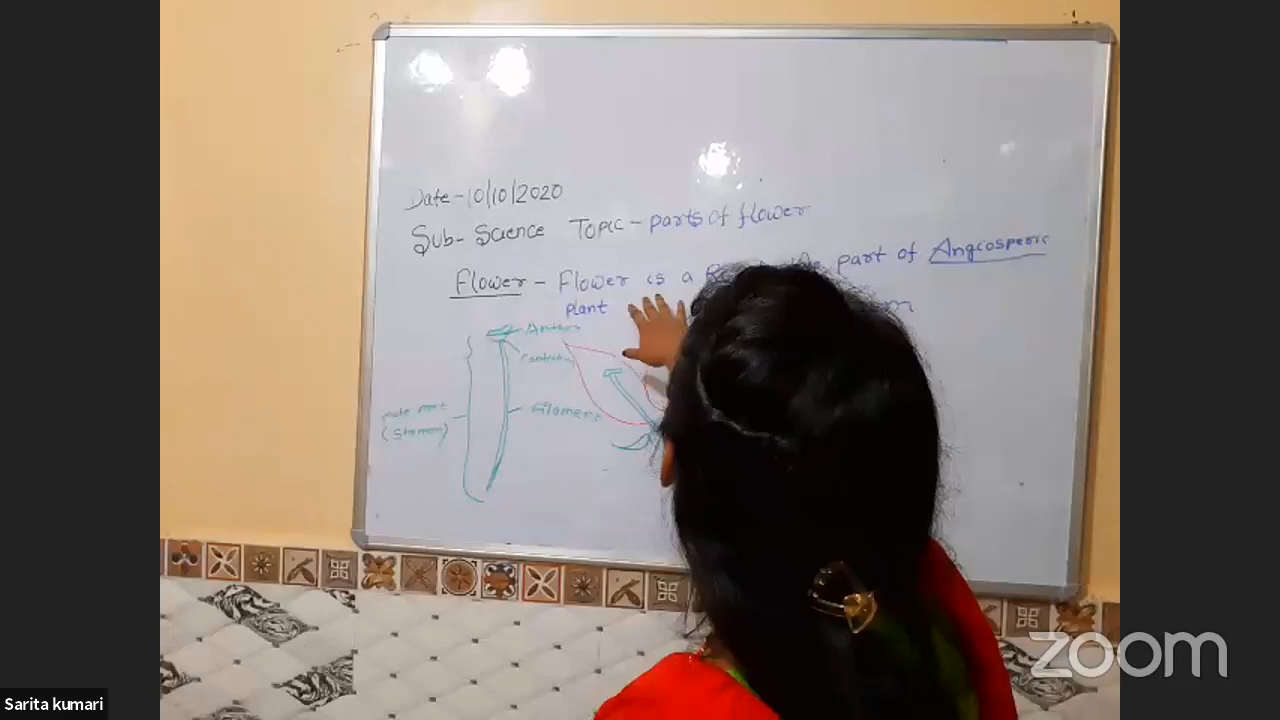 Date-10/10/2020
Sub- Science Topic - parts of flower
Flower - Flower is a part of Angiosperic
plant
Anther
Filament
male part
(Stamen)
Sarita kumari
zoom